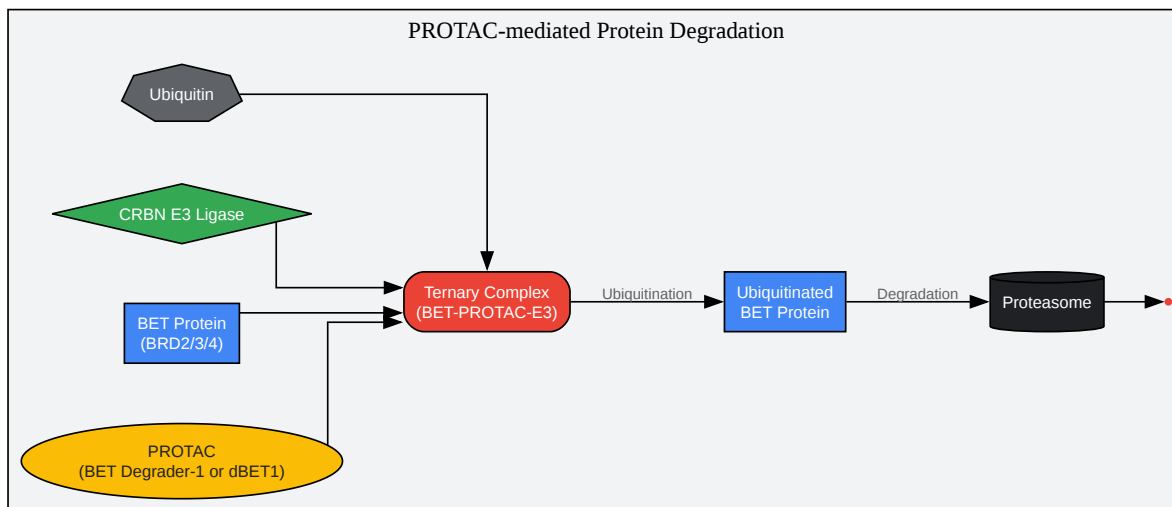 PROTAC-mediated Protein Degradation
Ubiquitin
CRBN E3 Ligase
BET Protein
(BRD2/3/4)
PROTAC
(BET Degrader-1 or dBET1)
Ternary Complex
(BET-PROTAC-E3)
Ubiquitination
Ubiquitinated
BET Protein
Degradation
Proteasome